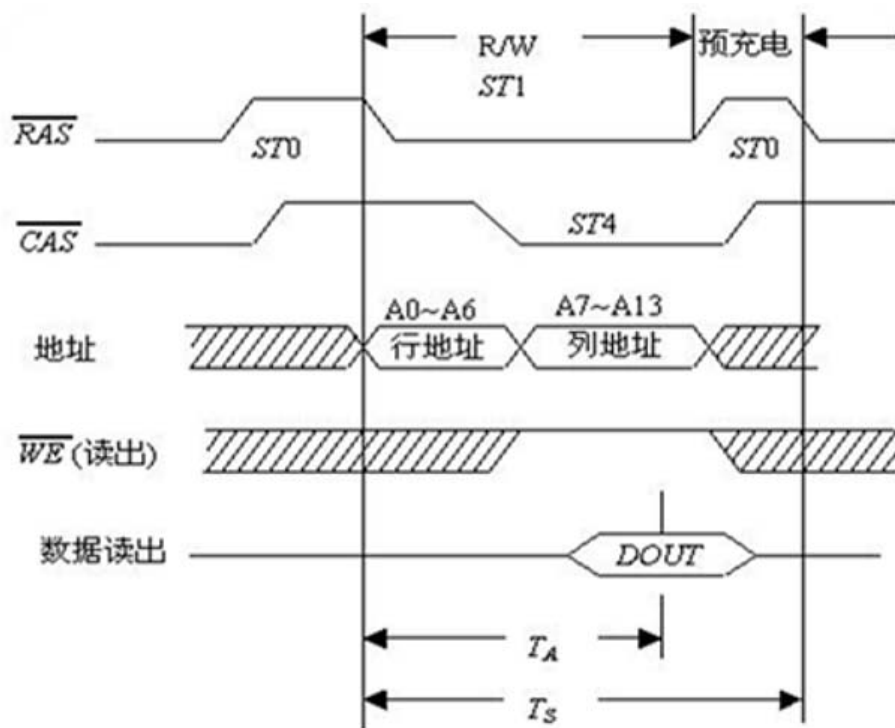 R/W 预充电
ST1
RAS ST0 ST0
CAS ST4
A0~A6 A7~A13
地址 行地址 列地址
WE (读出)
数据读出 DOUT
TA
TS